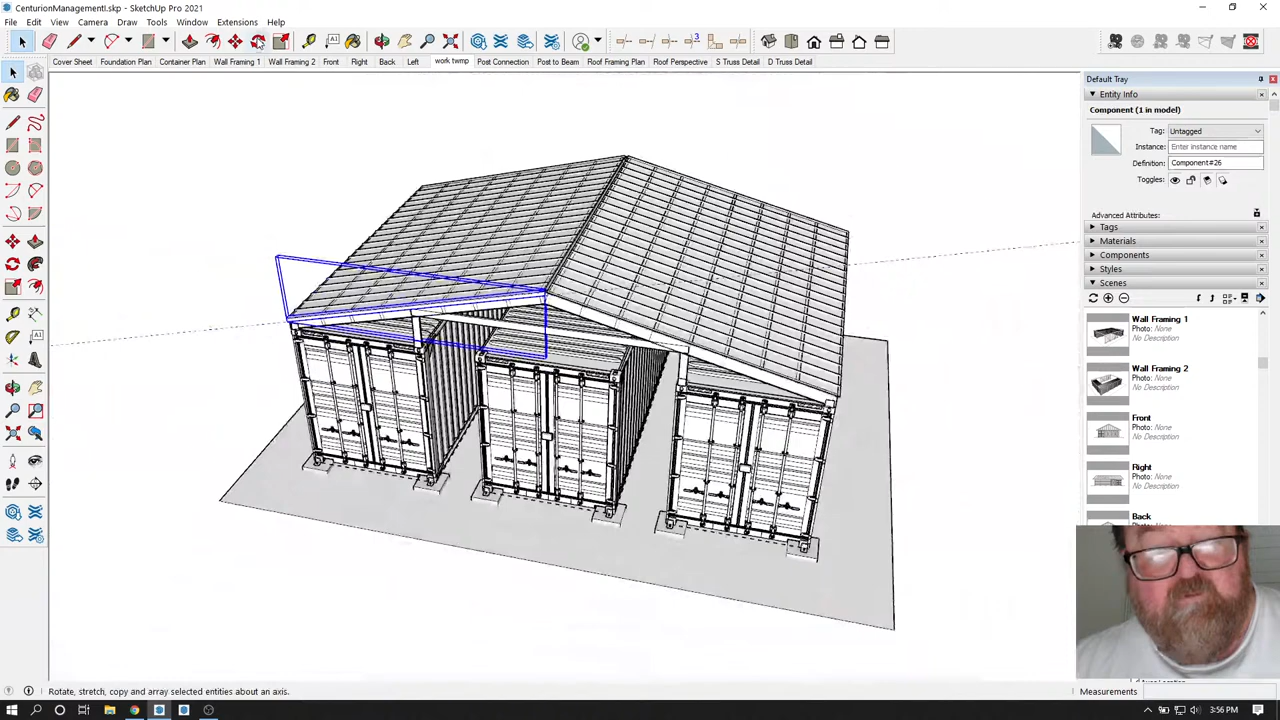 CenturionManagementI.skp - SketchUp Pro 2021
File Edit View Camera Draw Tools Window Extensions Help
Cover Sheet Foundation Plan Container Plan Wall Framing 1 Wall Framing 2 Front Right Back Left work twmp Post Connection Post to Beam Roof Framing Plan Roof Perspective S Truss Detail D Truss Detail
Default Tray
Entity Info
Component (1 in model)
Tag: Untagged
Instance: Enter instance name
Definition: Component#26
Toggles:
Advanced Attributes:
Tags
Materials
Components
Styles
Scenes
Wall Framing 1
Photo: None
No Description
Wall Framing 2
Photo: None
No Description
Front
Photo: None
No Description
Right
Photo: None
No Description
Back
Rotate, stretch, copy and array selected entities about an axis.
Measurements
3:56 PM